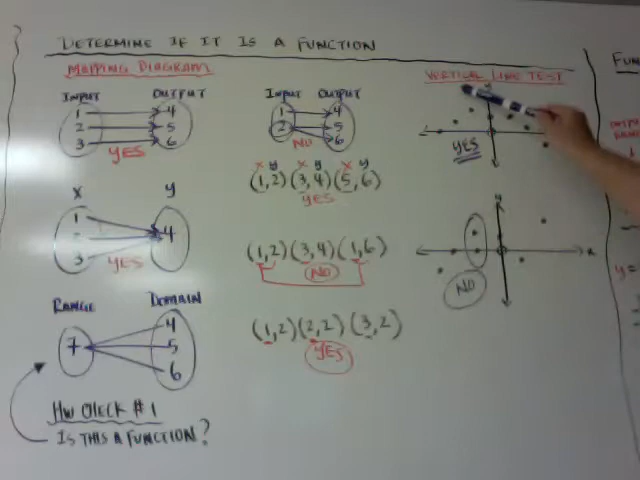 DETERMINE IF IT IS A FUNCTION
MAPPING DIAGRAM
INPUT OUTPUT
1 4
2 5
3 6
YES
x y
1
2 4
3
YES
RANGE DOMAIN
4
7 5
6
HW CHECK #1
IS THIS A FUNCTION?
INPUT OUTPUT
1 4
2 5
6
NO
x y x y x y
(1,2) (3,4) (5,6)
YES
(1,2) (3,4) (1,6)
NO
(1,2) (2,2) (3,2)
YES
VERTICAL LINE TEST
y
YES
y
x
NO
FUN
y =